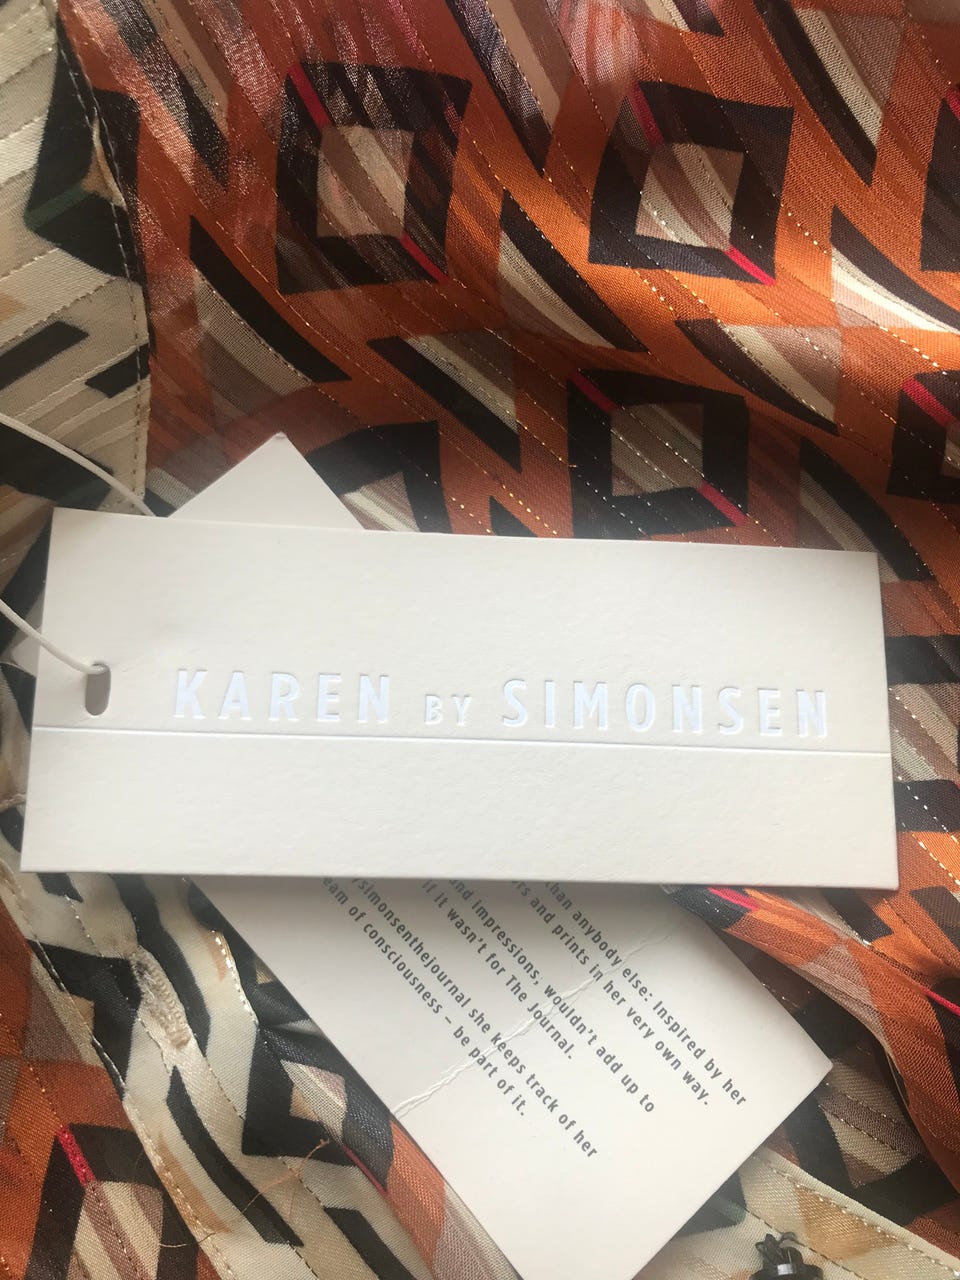 KAREN BY SIMONSEN
than anybody else: Inspired by her
and prints in her very own way.
and impressions, wouldn't add up to
if it wasn't for The Journal.
simonsenthejournal she keeps track of her
of consciousness – be part of it.